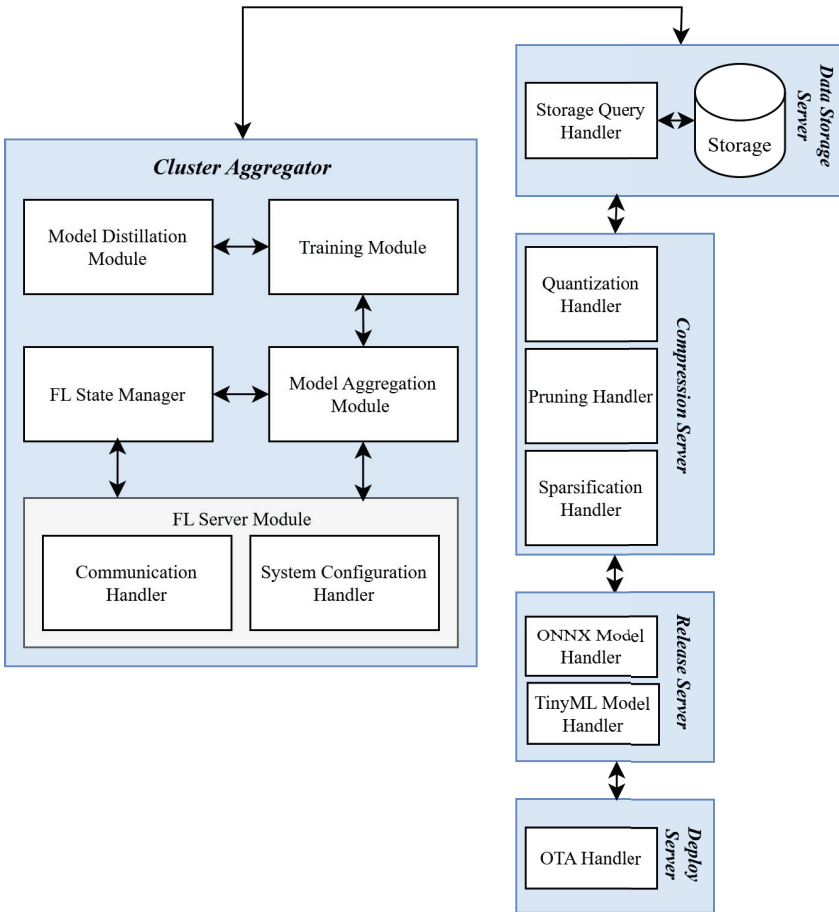 Cluster Aggregator
Model Distillation
Module
Training Module
FL State Manager
Model Aggregation
Module
FL Server Module
Communication
Handler
System Configuration
Handler
Data Storage
Server
Storage Query
Handler
Storage
Compression Server
Quantization
Handler
Pruning Handler
Sparsification
Handler
Release Server
ONNX Model
Handler
TinyML Model
Handler
Deploy
Server
OTA Handler